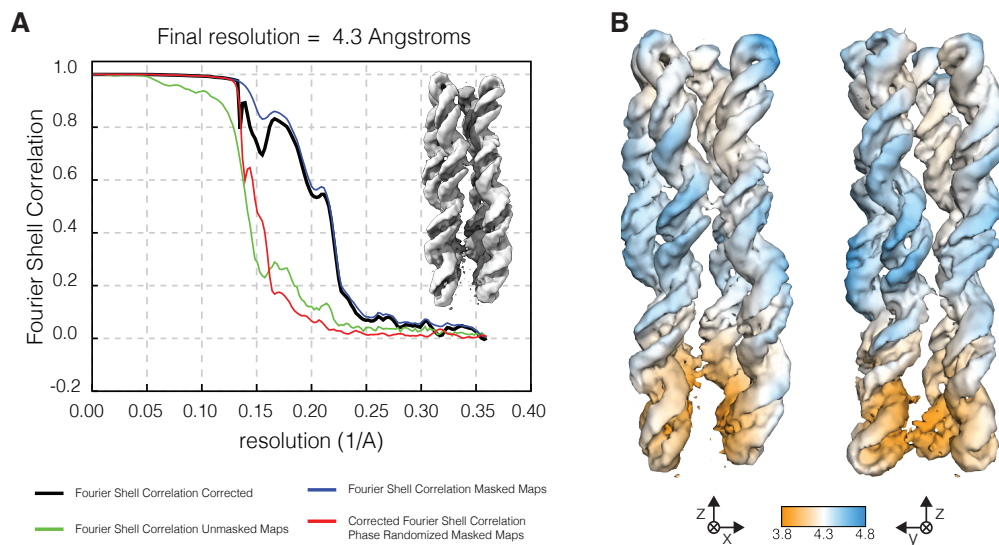 A
Final resolution = 4.3 Angstroms
Fourier Shell Correlation
1.0
0.8
0.6
0.4
0.2
0.0
-0.2
0.00 0.05 0.10 0.15 0.20 0.25 0.30 0.35 0.40
resolution (1/A)
Fourier Shell Correlation Corrected
Fourier Shell Correlation Masked Maps
Fourier Shell Correlation Unmasked Maps
Corrected Fourier Shell Correlation
Phase Randomized Masked Maps
B
z
x
3.8 4.3 4.8
z
y